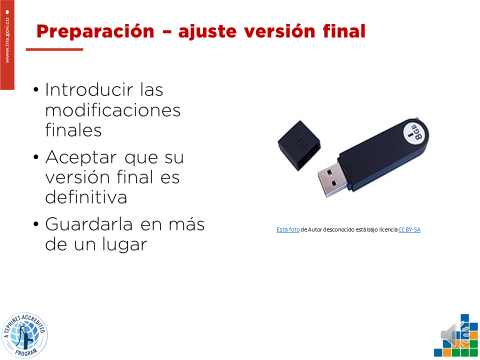 www.ins.gov.co
Preparación – ajuste versión final
• Introducir las
modificaciones
finales
• Aceptar que su
versión final es
definitiva
• Guardarla en más
de un lugar
8GB
Esta foto de Autor desconocido está bajo licencia CC BY-SA
A TEPHINET-ACCREDITED
PROGRAM